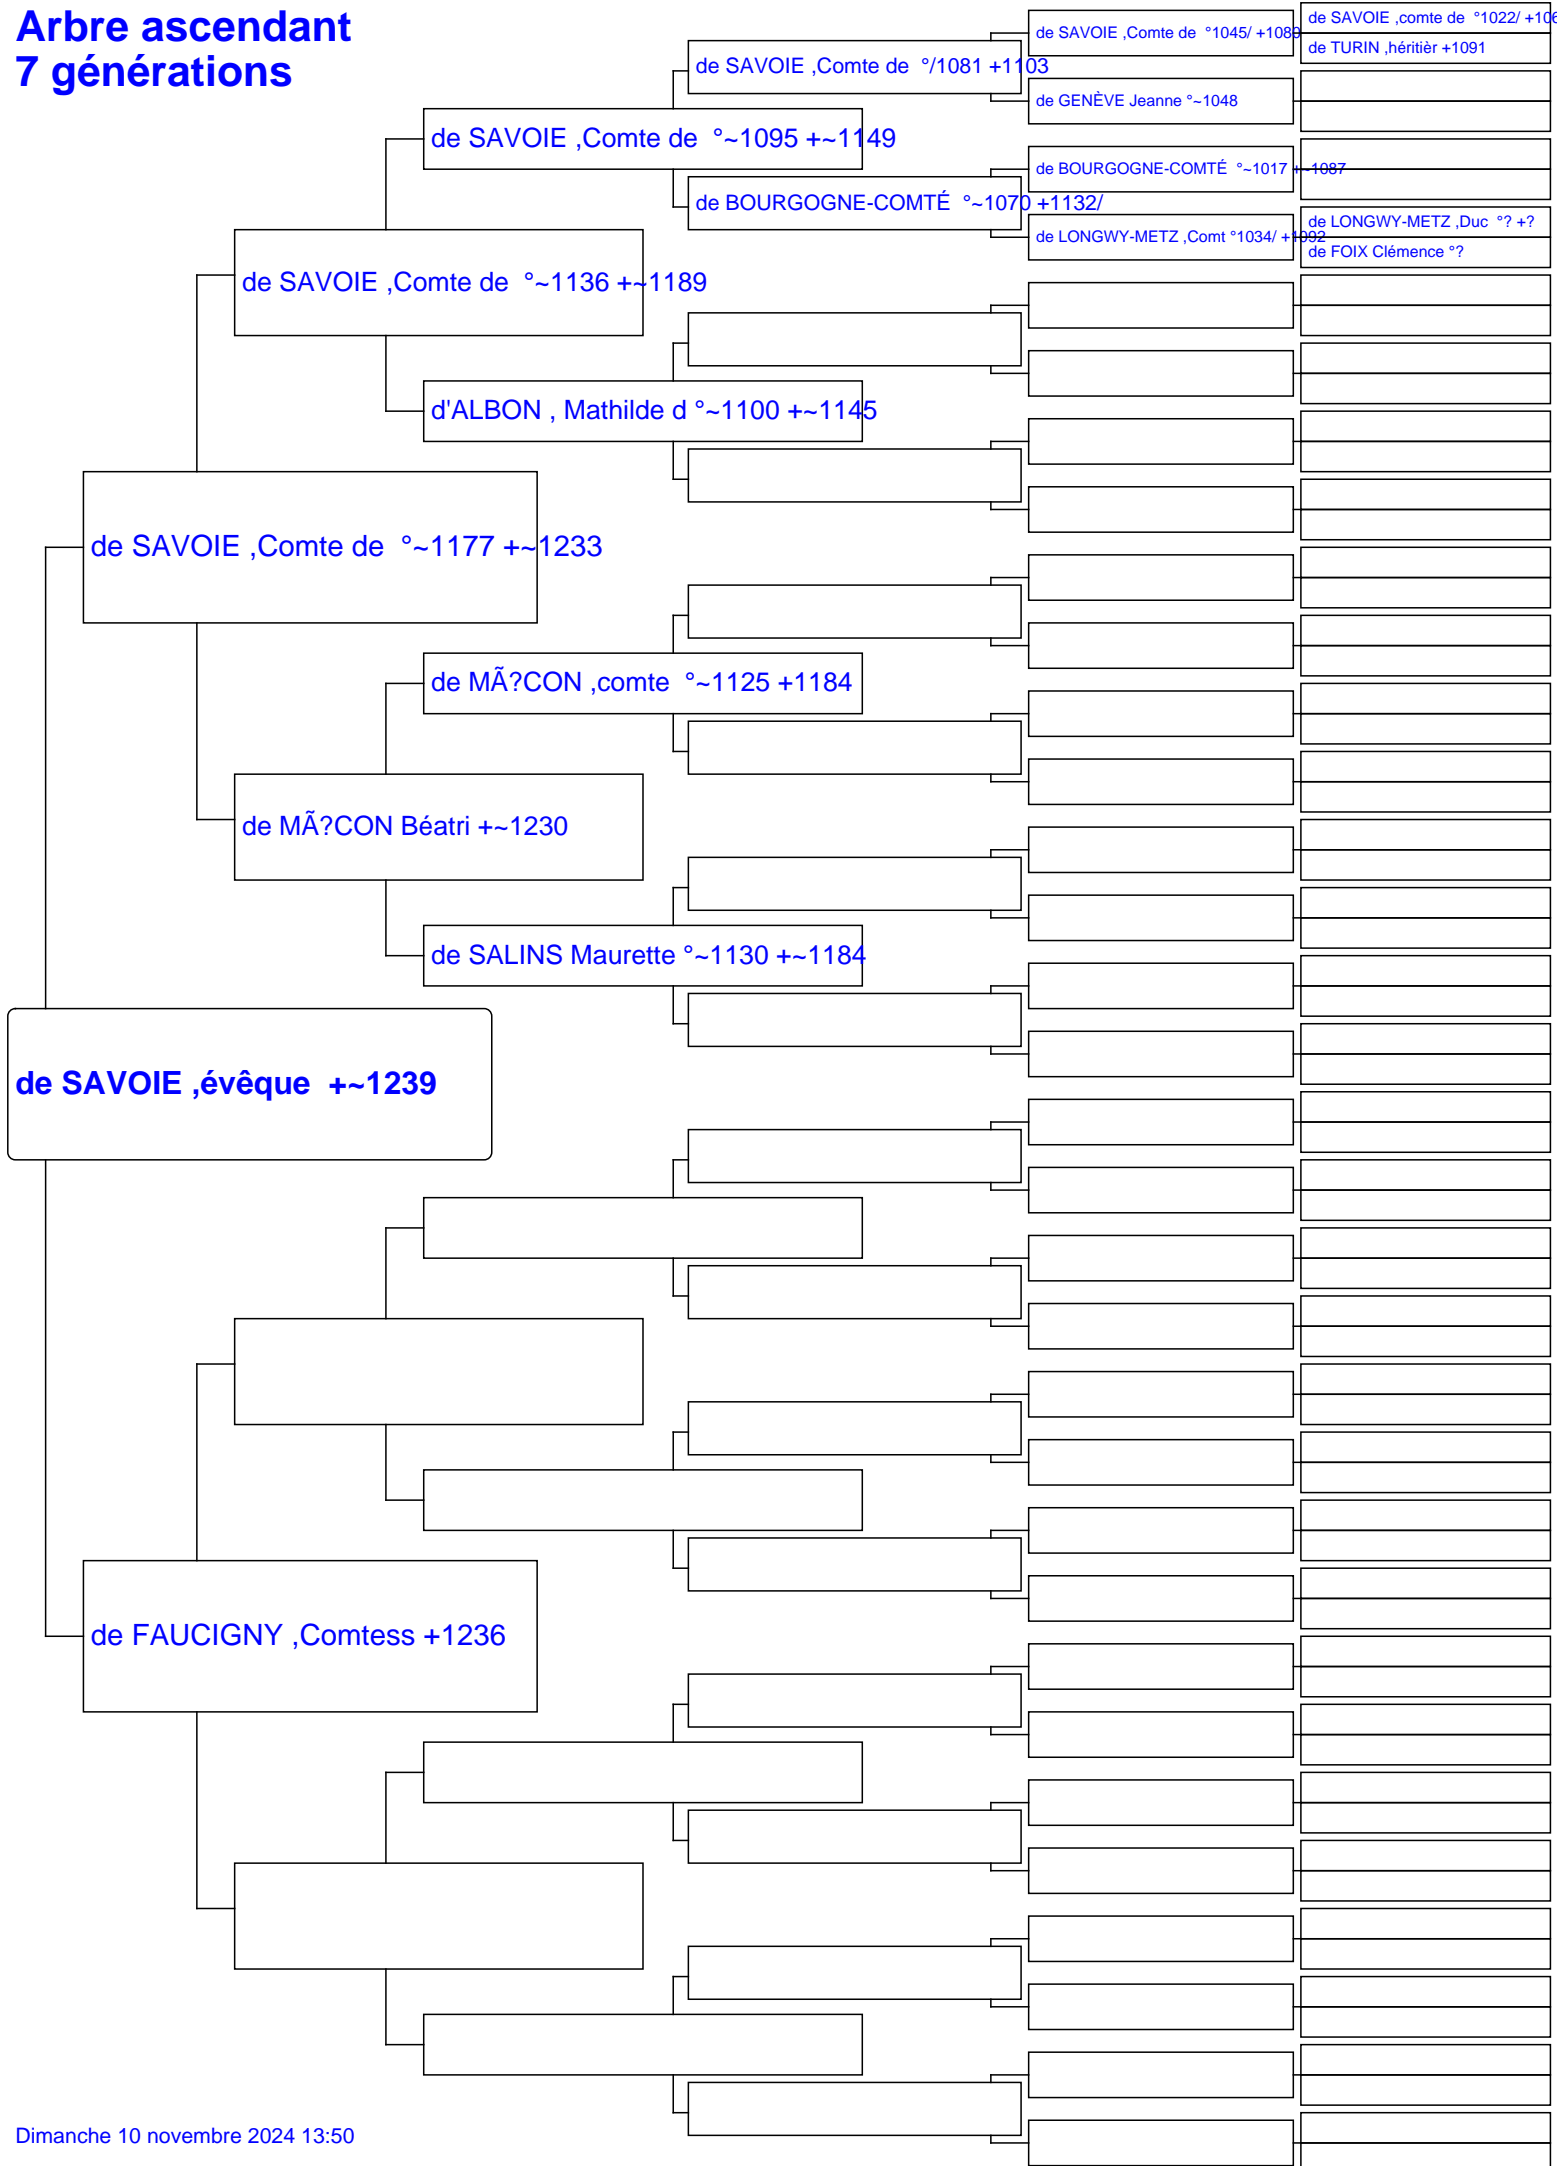 Arbre ascendant
7 générations
de SAVOIE ,comte de  °1022/ +106
de SAVOIE ,Comte de  °1045/ +1080
de TURIN ,héritièr +1091
de SAVOIE ,Comte de  °/1081 +1103
de GENÈVE Jeanne °~1048
de SAVOIE ,Comte de  °~1095 +~1149
de BOURGOGNE-COMTÉ  °~1017 +~1087
de BOURGOGNE-COMTÉ  °~1070 +1132/
de LONGWY-METZ ,Duc  °? +?
de LONGWY-METZ ,Comt °1034/ +1092
de FOIX Clémence °?
de SAVOIE ,Comte de  °~1136 +~1189
d'ALBON , Mathilde d °~1100 +~1145
de SAVOIE ,Comte de  °~1177 +~1233
de MÃ?CON ,comte  °~1125 +1184
de MÃ?CON Béatri +~1230
de SALINS Maurette °~1130 +~1184
de SAVOIE ,évêque  +~1239
de FAUCIGNY ,Comtess +1236
Dimanche 10 novembre 2024 13:50